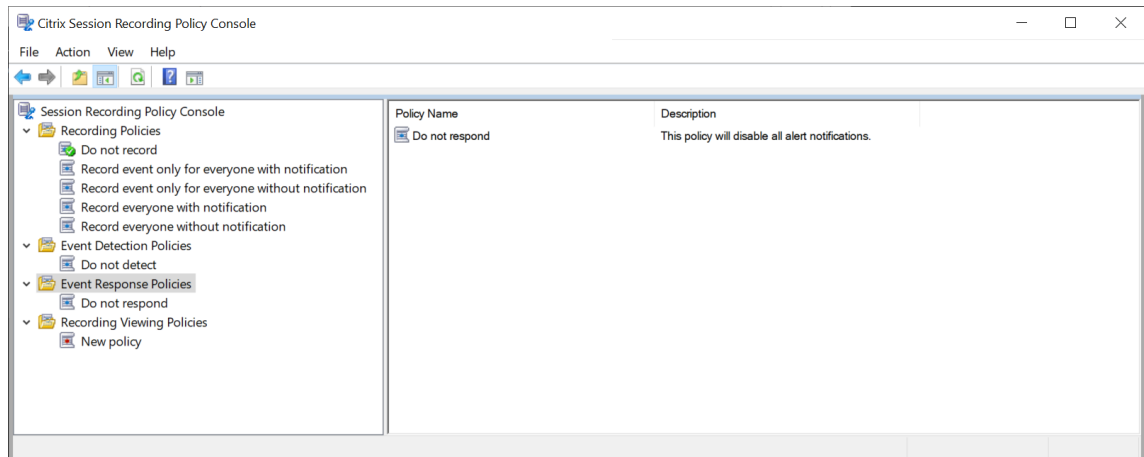 Citrix Session Recording Policy Console
File Action View Help
Session Recording Policy Console
Recording Policies
Do not record
Record event only for everyone with notification
Record event only for everyone without notification
Record everyone with notification
Record everyone without notification
Event Detection Policies
Do not detect
Event Response Policies
Do not respond
Recording Viewing Policies
New policy
Policy Name Description
Do not respond This policy will disable all alert notifications.